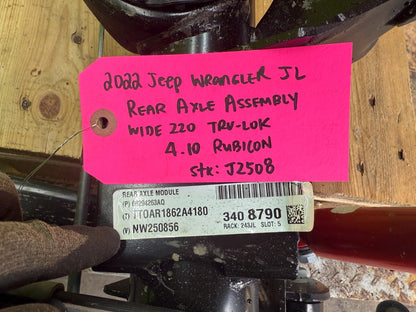 2022 Jeep WRANGLER JL
REAR AXLE ASSEMBLY
WIDE 220 TRU-LOK
4.10 RUBICON
STK: J2508
REAR AXLE MODULE
(P) 68294263AQ
(T) TTOAR1862A4180
340 8790
(V) NW250856
RACK: 243JL SLOT: 5